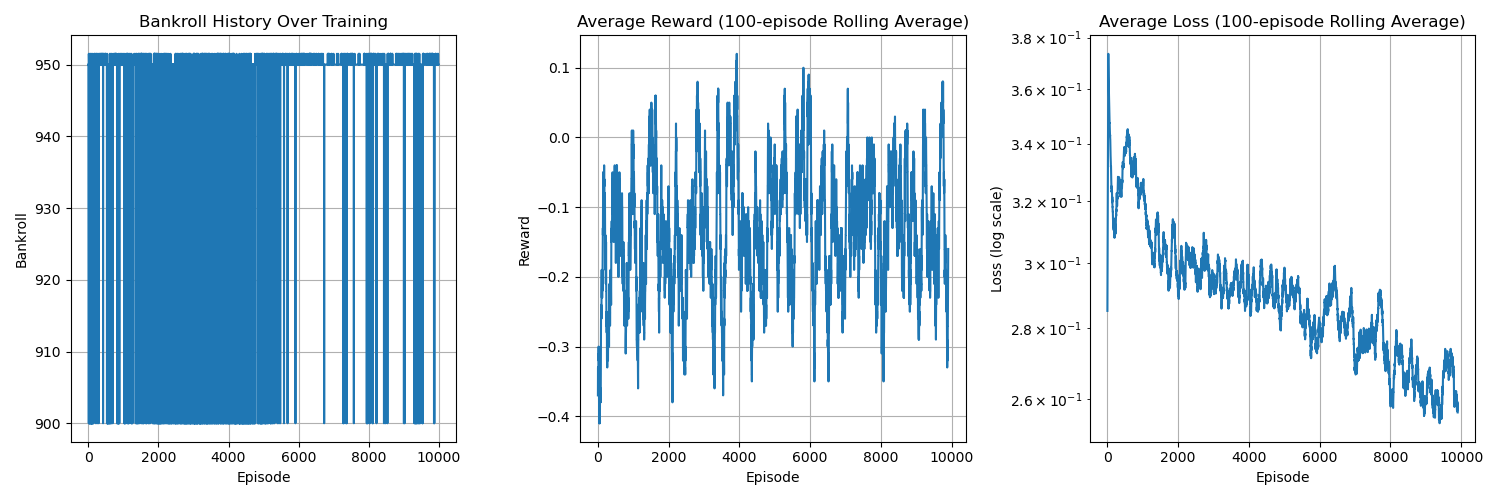 Bankroll History Over Training
950
940
930
920
910
900
Bankroll
0
2000
4000
6000
8000
10000
Episode
Average Reward (100-episode Rolling Average)
0.1
0.0
−0.1
−0.2
−0.3
−0.4
Reward
0
2000
4000
6000
8000
10000
Episode
Average Loss (100-episode Rolling Average)
3.8 × 10⁻¹
3.6 × 10⁻¹
3.4 × 10⁻¹
3.2 × 10⁻¹
3 × 10⁻¹
2.8 × 10⁻¹
2.6 × 10⁻¹
Loss (log scale)
0
2000
4000
6000
8000
10000
Episode